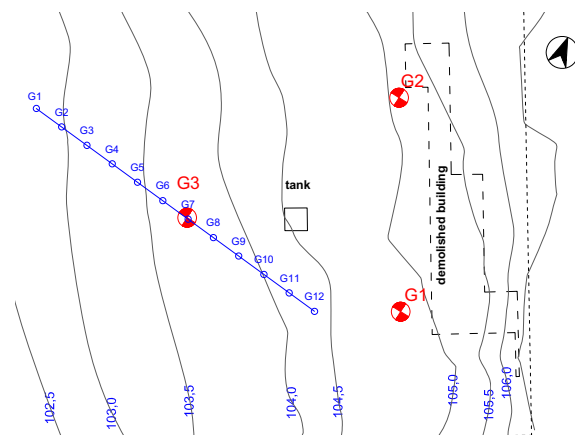 G2
G1
G2
G3
G4
G5
G6
G3
G7
tank
G8
G9
G10
G11
G12
demolished building
G1
102,5
103,0
103,5
104,0
104,5
105,0
105,5
106,0